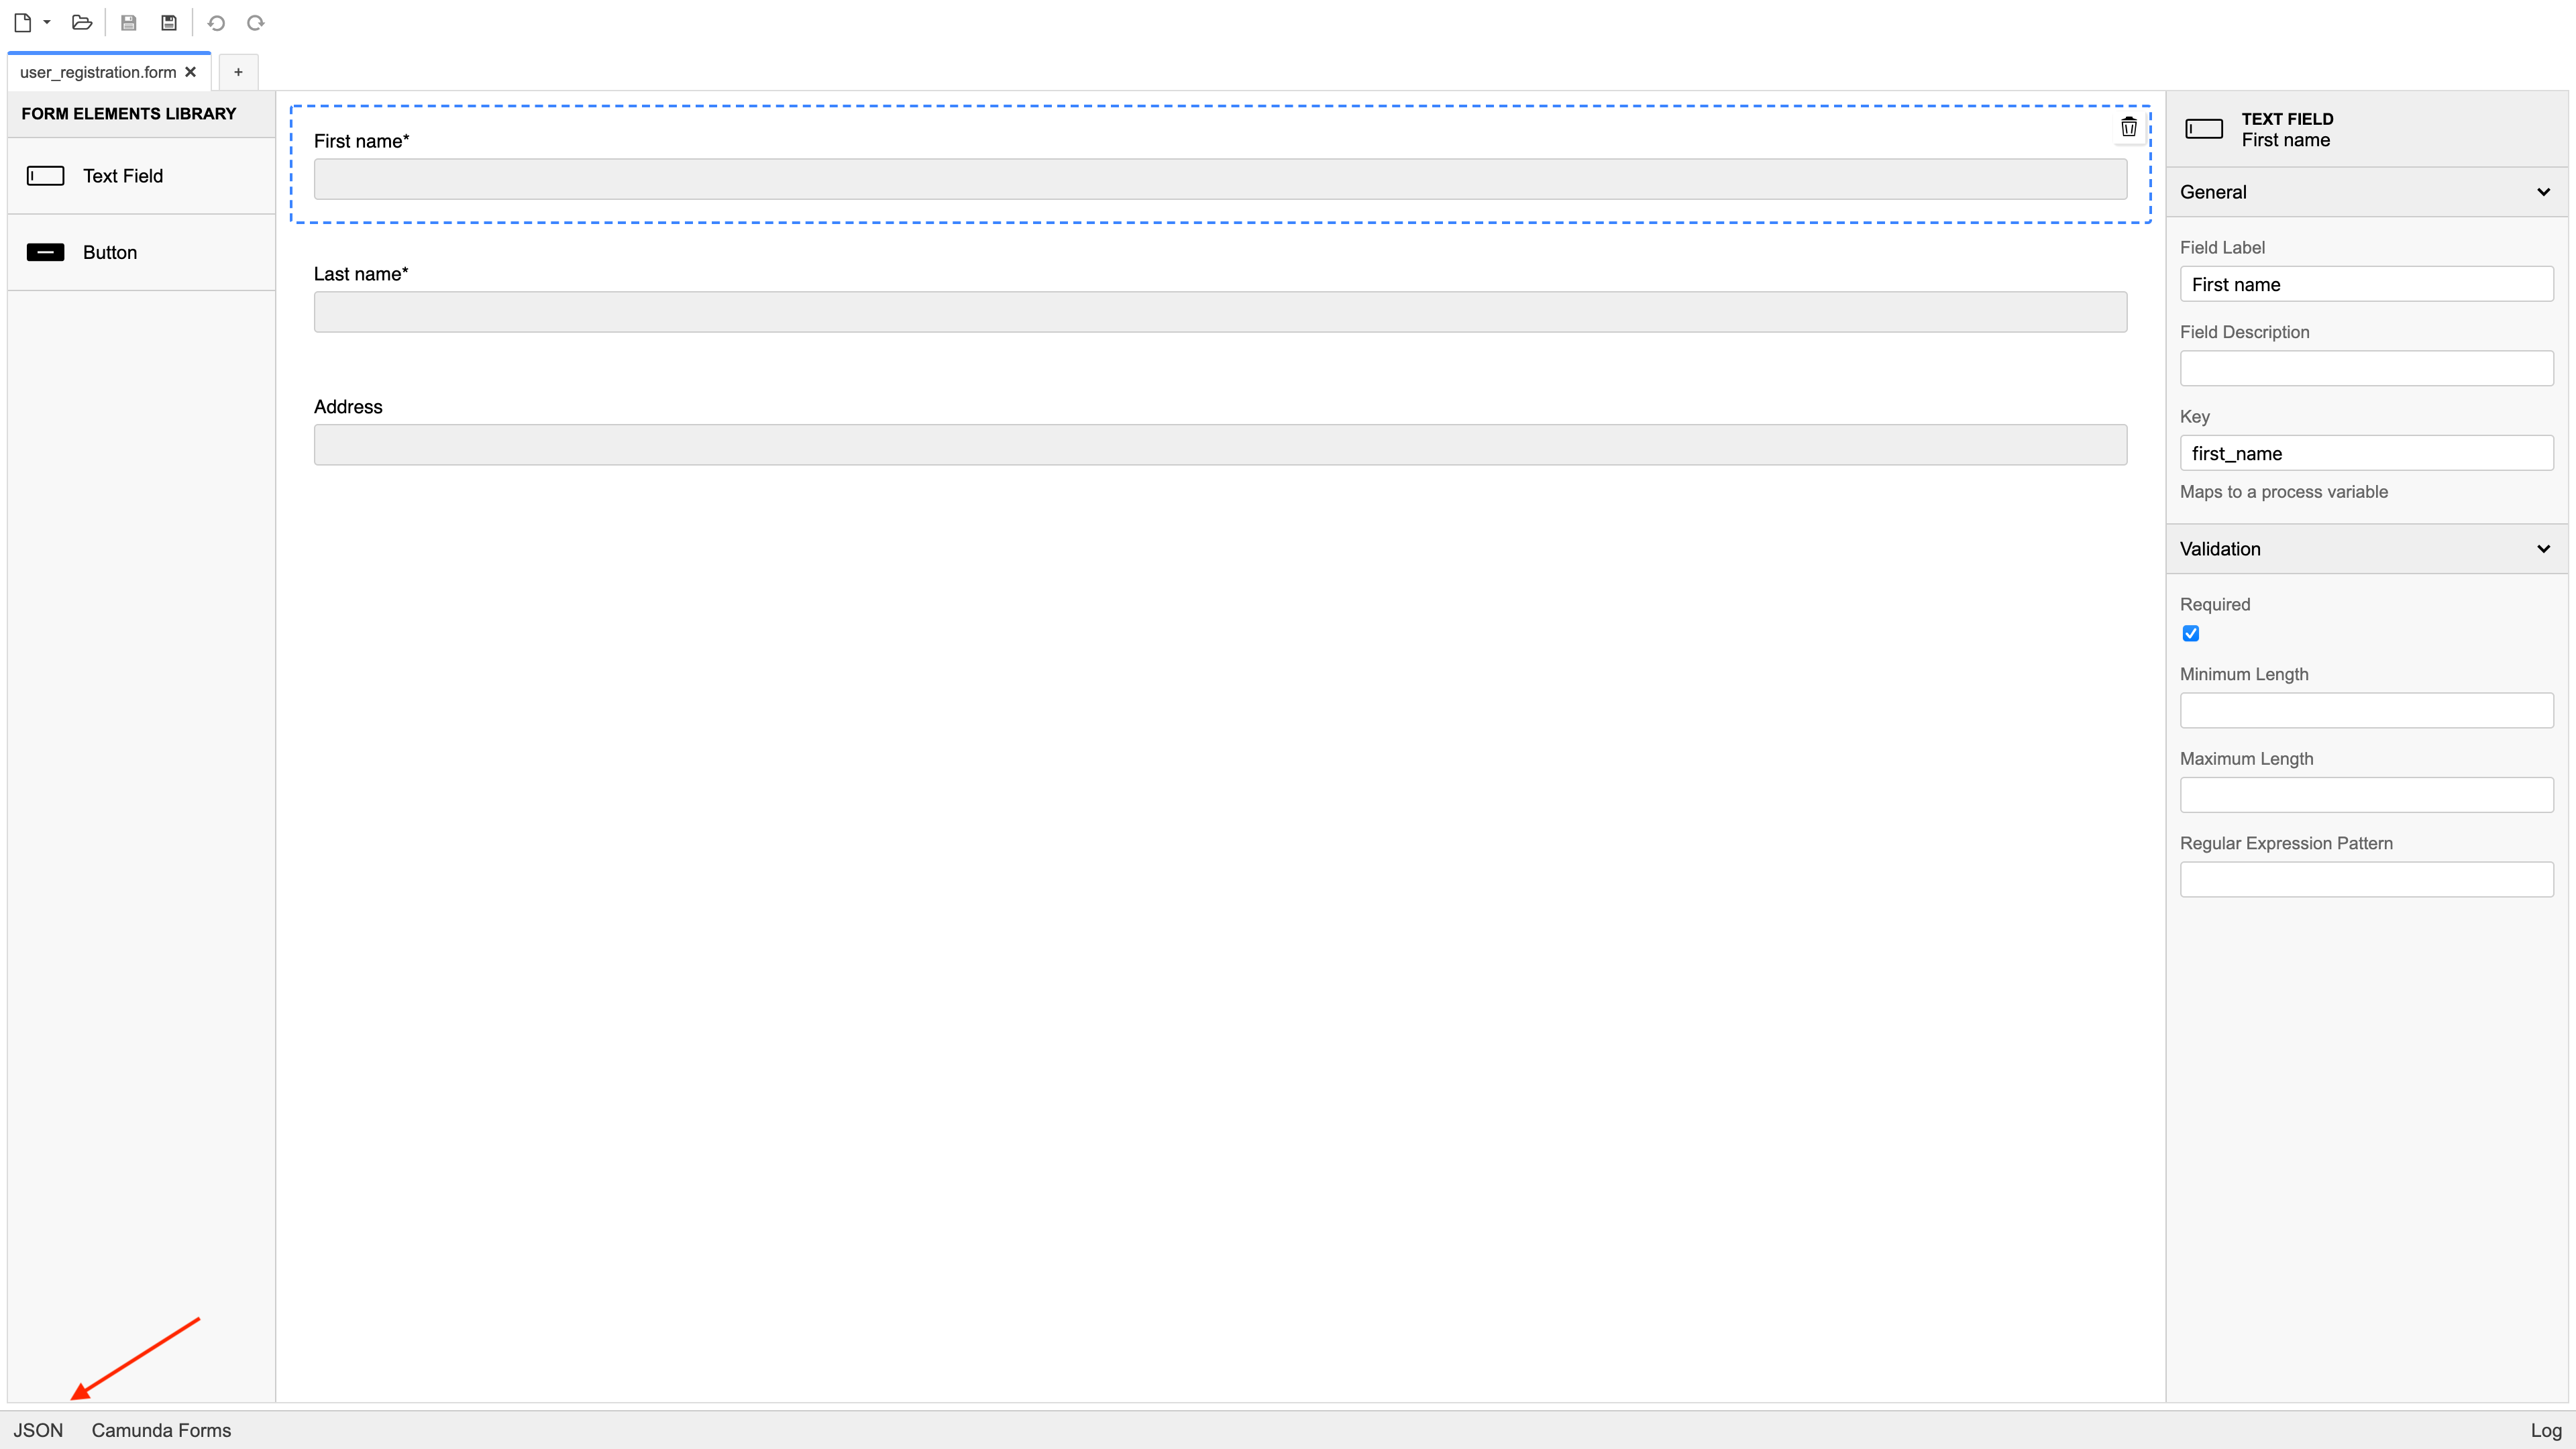 user_registration.form
+
FORM ELEMENTS LIBRARY
Text Field
Button
First name*
Last name*
Address
TEXT FIELD
First name
General
Field Label
First name
Field Description
Key
first_name
Maps to a process variable
Validation
Required
Minimum Length
Maximum Length
Regular Expression Pattern
JSON Camunda Forms Log